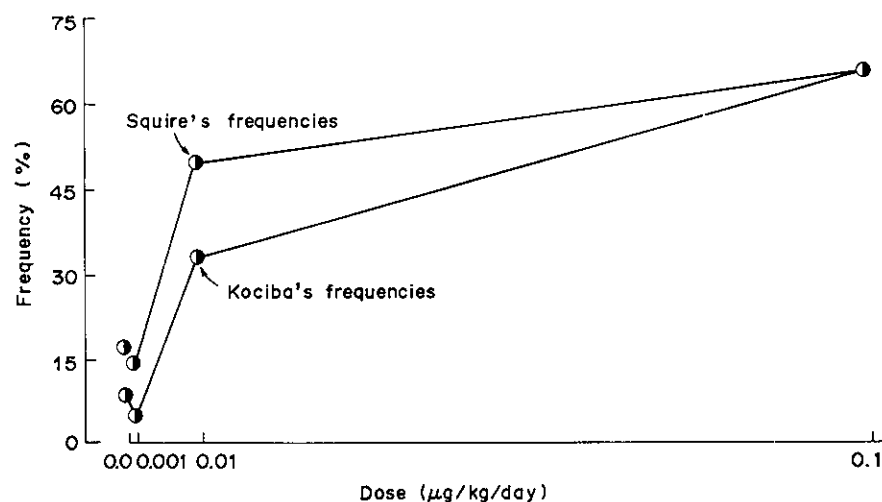 75
60
45
30
15
0
Frequency (%)
Squire's frequencies
Kociba's frequencies
0.0 0.001 0.01 0.1
Dose (μg/kg/day)